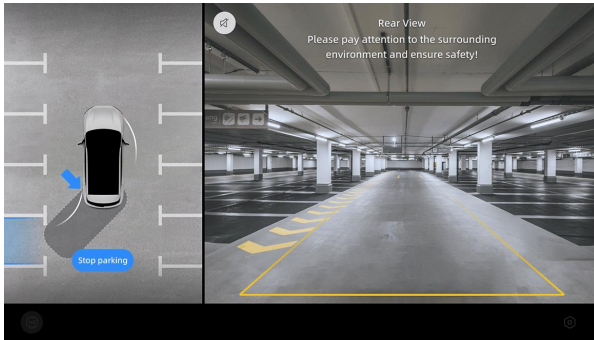 Rear View
Please pay attention to the surrounding
environment and ensure safety!
Stop parking